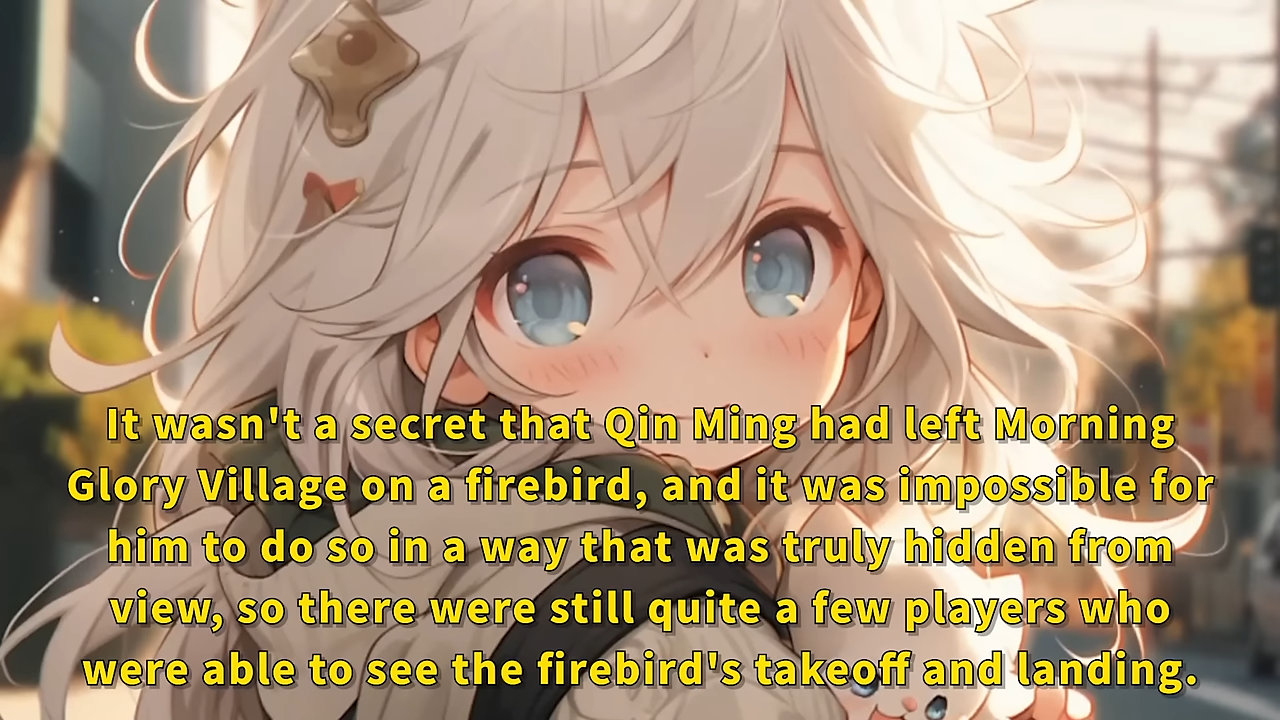 It wasn't a secret that Qin Ming had left Morning
Glory Village on a firebird, and it was impossible for
him to do so in a way that was truly hidden from
view, so there were still quite a few players who
were able to see the firebird's takeoff and landing.